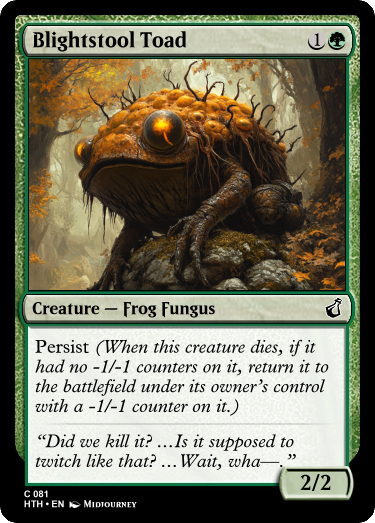 Blightstool Toad 1
Creature — Frog Fungus
Persist (When this creature dies, if it
had no -1/-1 counters on it, return it to
the battlefield under its owner's control
with a -1/-1 counter on it.)
“Did we kill it? …Is it supposed to
twitch like that? …Wait, wha—.”
2/2
C 081
HTH • EN Midjourney